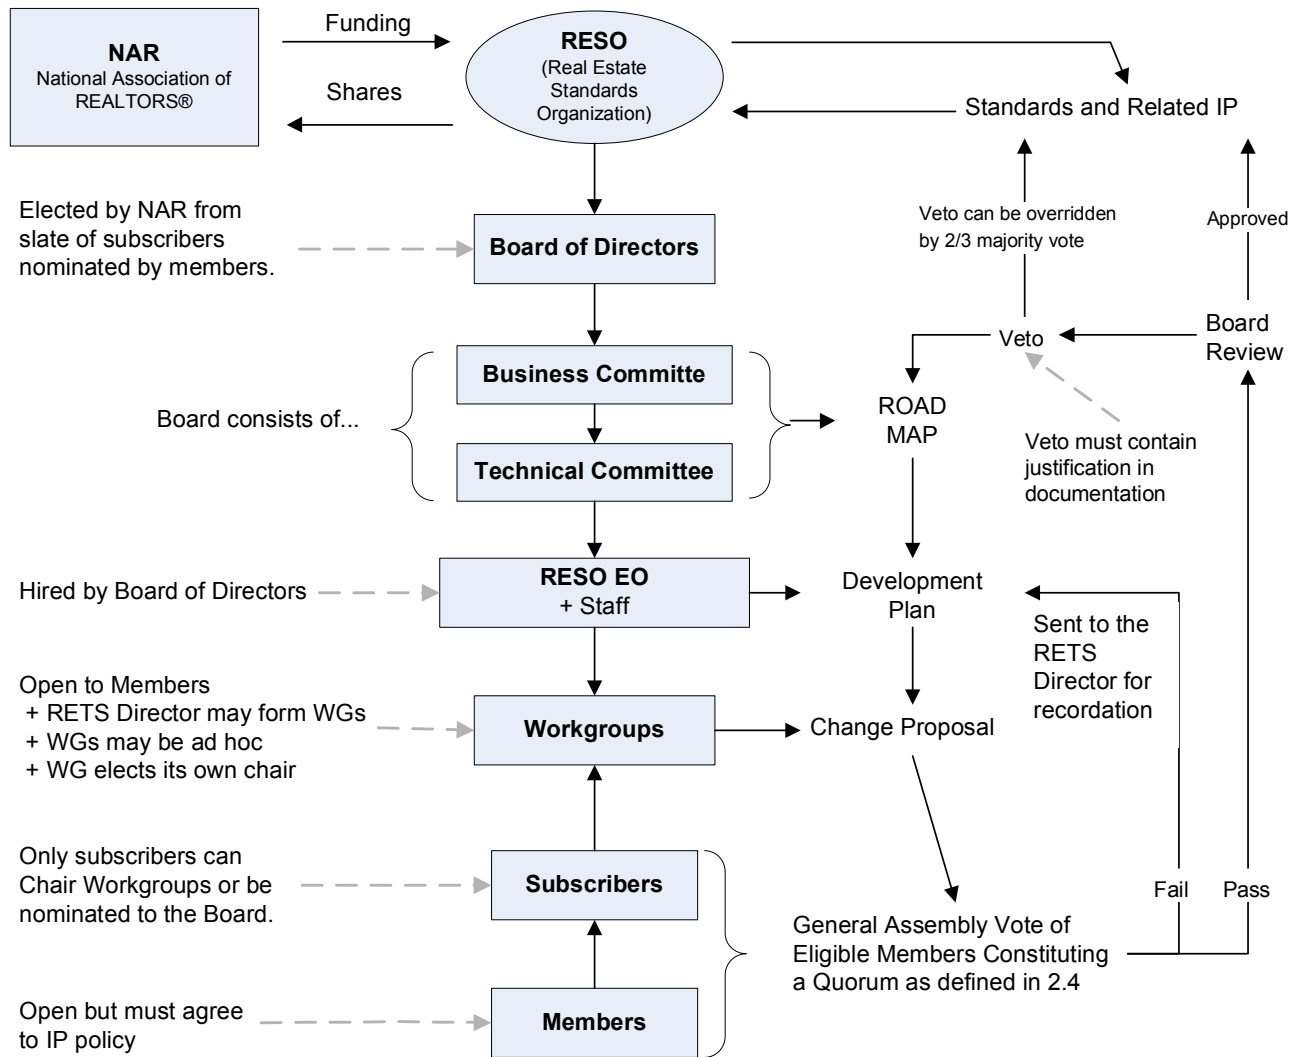 NAR
National Association of
REALTORS®
Funding
Shares
RESO
(Real Estate
Standards
Organization)
Standards and Related IP
Elected by NAR from
slate of subscribers
nominated by members.
Board of Directors
Veto can be overridden
by 2/3 majority vote
Approved
Veto
Board
Review
Board consists of...
Business Committe
Technical Committee
ROAD
MAP
Veto must contain
justification in
documentation
Hired by Board of Directors
RESO EO
+ Staff
Development
Plan
Sent to the
RETS
Director for
recordation
Open to Members
+ RETS Director may form WGs
+ WGs may be ad hoc
+ WG elects its own chair
Workgroups
Change Proposal
Only subscribers can
Chair Workgroups or be
nominated to the Board.
Subscribers
Fail
Pass
General Assembly Vote of
Eligible Members Constituting
a Quorum as defined in 2.4
Open but must agree
to IP policy
Members